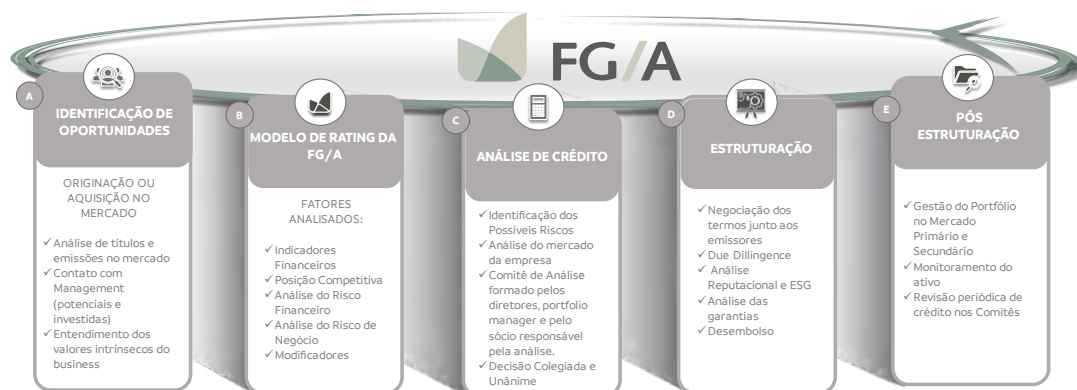 FG/A
A
IDENTIFICAÇÃO DE
OPORTUNIDADES
ORIGINAÇÃO OU
AQUISIÇÃO NO
MERCADO
✓Análise de títulos e
emissões no mercado
✓Contato com
Management
(potenciais e
investidas)
✓Entendimento dos
valores intrínsecos do
business
B
MODELO DE RATING DA
FG/A
FATORES
ANALISADOS:
✓Indicadores
Financeiros
✓Posição Competitiva
✓Análise do Risco
Financeiro
✓Análise do Risco de
Negócio
✓Modificadores
C
ANÁLISE DE CRÉDITO
✓Identificação dos
Possíveis Riscos
✓Análise do mercado
da empresa
✓Comitê de Análise
formado pelos
diretores, portfolio
manager e pelo
sócio responsável
pela análise.
✓Decisão Colegiada e
Unânime
D
ESTRUTURAÇÃO
✓Negociação dos
termos junto aos
emissores
✓Due Dillingence
✓ Análise
Reputacional e ESG
✓Análise das
garantias
✓Desembolso
E
PÓS
ESTRUTURAÇÃO
✓Gestão do Portfólio
no Mercado
Primário e
Secundário
✓Monitoramento do
ativo
✓Revisão periódica de
crédito nos Comitês